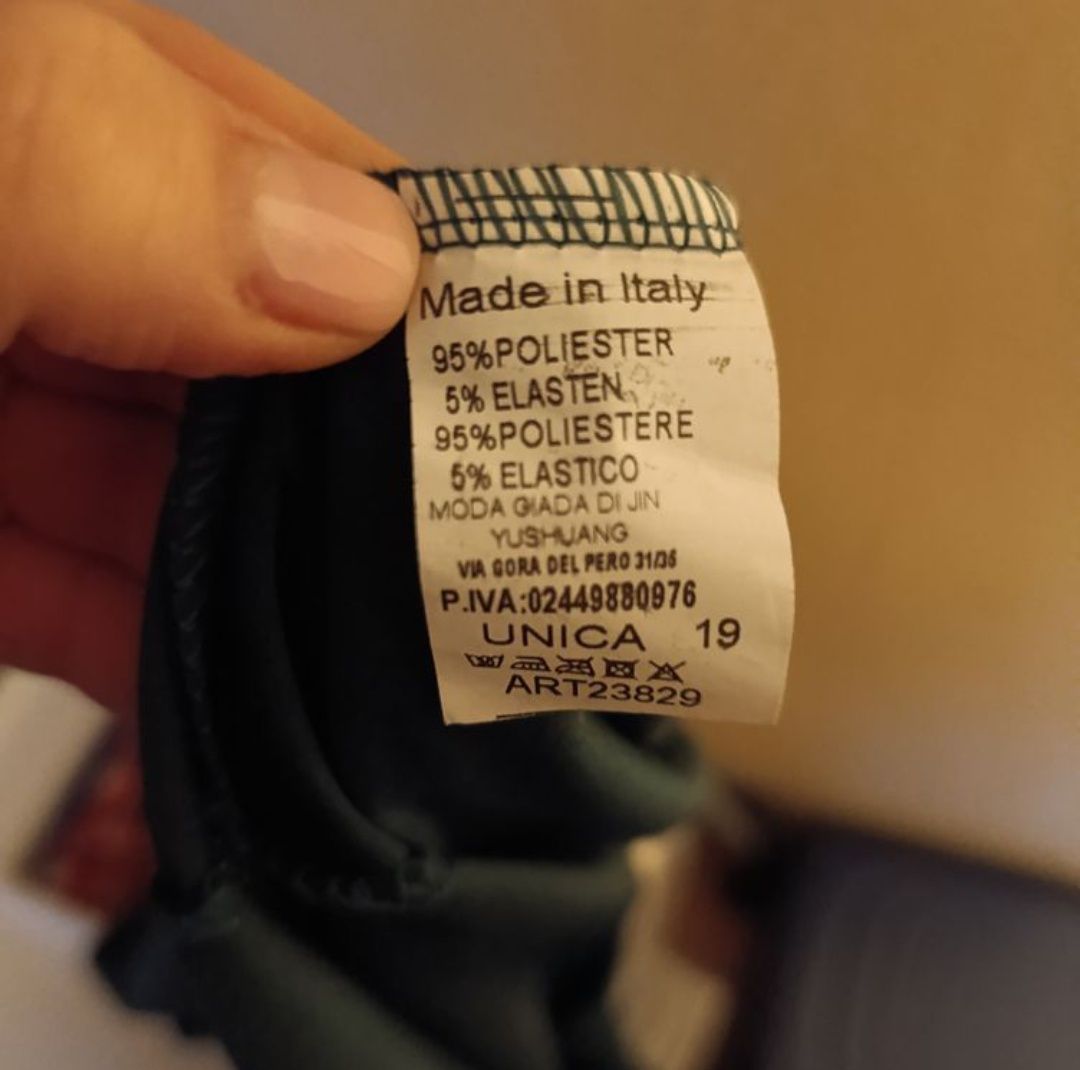 Made in Italy
95%POLIESTER
5% ELASTEN
95%POLIESTERE
5% ELASTICO
MODA GIADA DI JIN
YUSHUANG
VIA GORA DEL PERO 31/35
P.IVA:02449880976
UNICA 19
ART23829